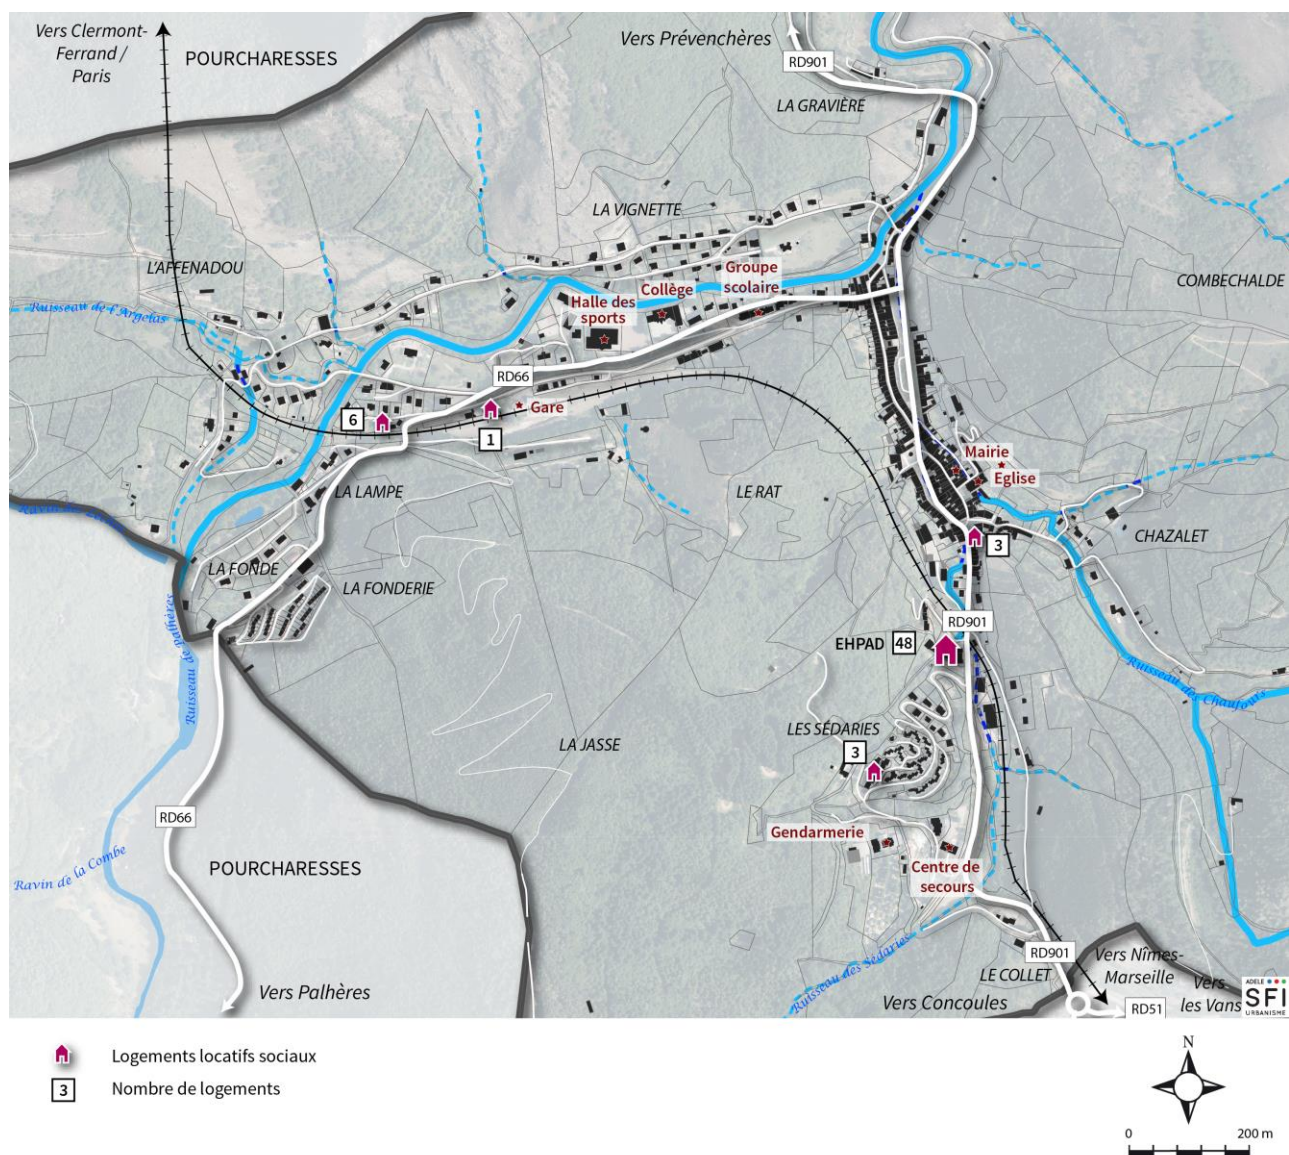 Vers Clermont-
Ferrand /
Paris
POURCHARESSES
Vers Prévenchères
RD901
LA GRAVIÈRE
LA VIGNETTE
L'AFFENADOU
COMBECHALDE
Groupe
scolaire
Collège
Halle des
sports
Ruisseau de l'Argelas
RD66
6
1
Gare
Mairie
Eglise
LA LAMPE
LE RAT
CHAZALET
3
LA FONDE
LA FONDERIE
Ruisseau de Palhères
RD901
EHPAD
48
Ruisseau des Chaufours
LES SÉDARIES
3
LA JASSE
RD66
Gendarmerie
Centre de
secours
POURCHARESSES
Ravin de la Combe
Ruisseau des Sédaries
RD901
LE COLLET
Vers Nîmes-
Marseille
Vers Palhères
Vers Concoules
RD51
Vers
les Vans
ADELE
SFI
URBANISME
Logements locatifs sociaux
3
Nombre de logements
N
0
200 m